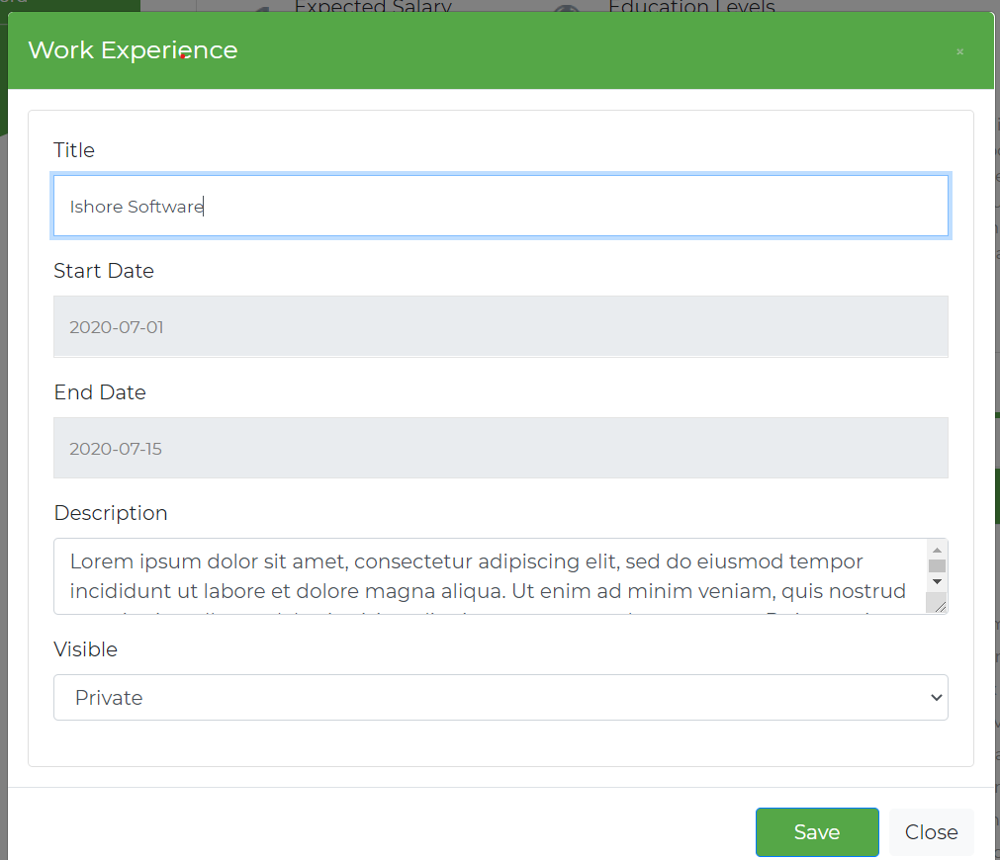 Expected Salary
Education Levels
Work Experience
×
Title
Ishore Software
Start Date
2020-07-01
End Date
2020-07-15
Description
Lorem ipsum dolor sit amet, consectetur adipiscing elit, sed do eiusmod tempor
incididunt ut labore et dolore magna aliqua. Ut enim ad minim veniam, quis nostrud
Visible
Private
Save
Close